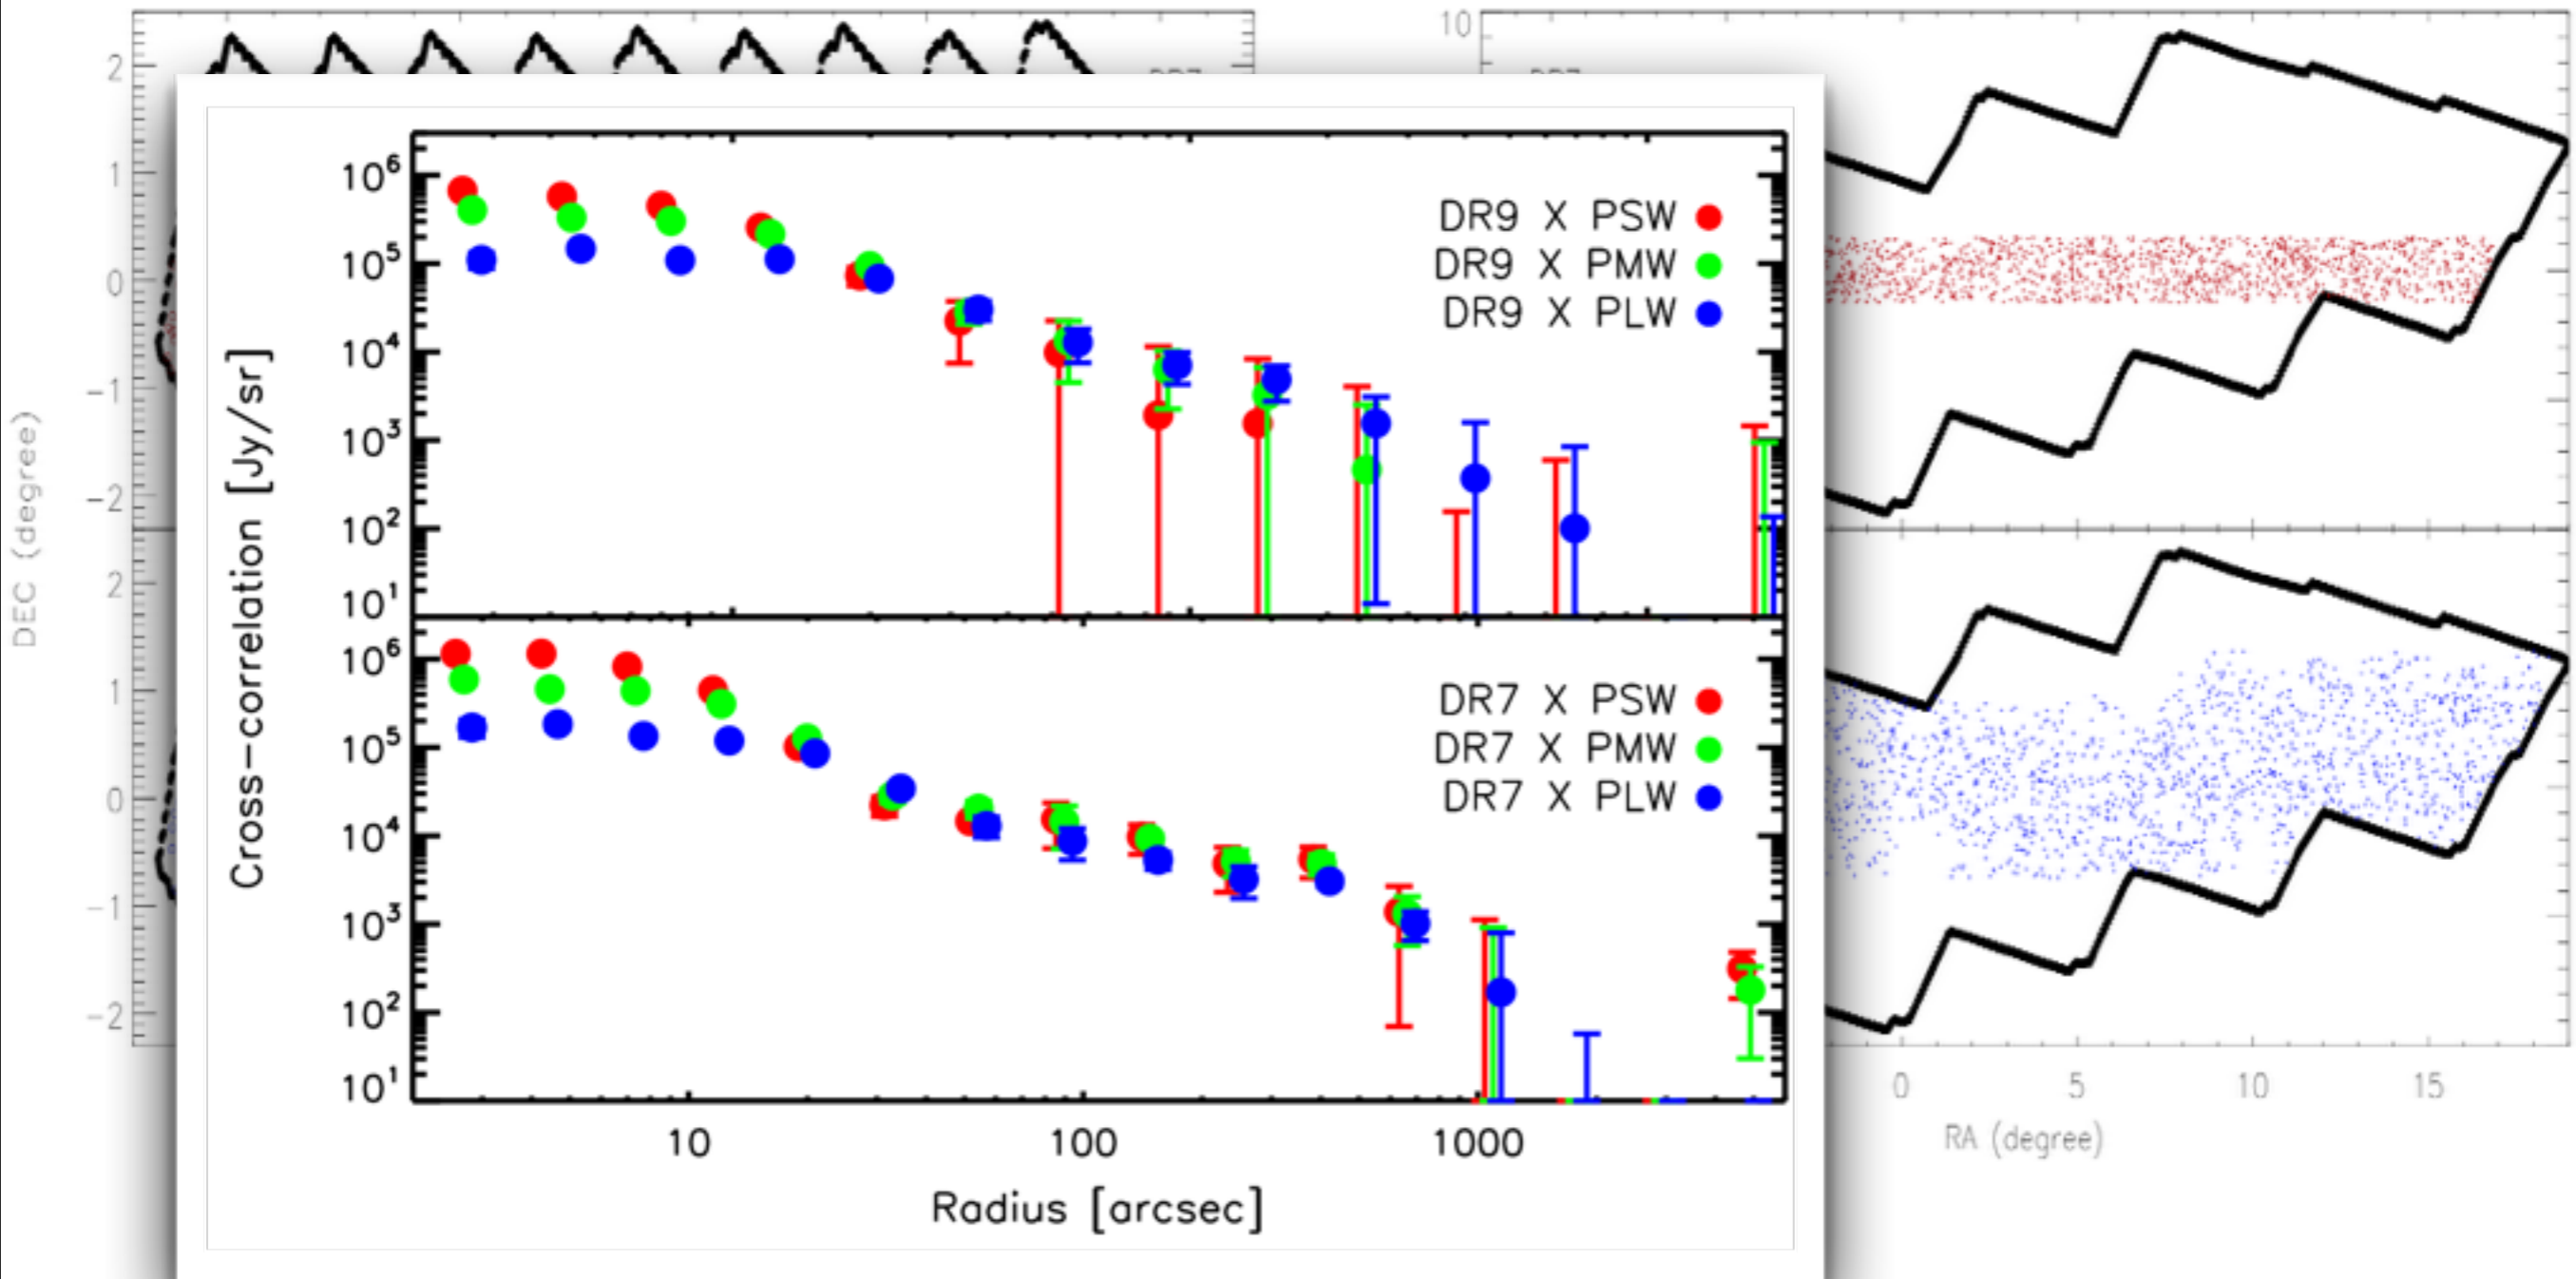 2
1
0
−1
−2
2
1
0
−1
−2
DEC (degree)
10
10⁶
10⁵
10⁴
10³
10²
10¹
DR9 X PSW
DR9 X PMW
DR9 X PLW
10⁶
10⁵
10⁴
10³
10²
10¹
DR7 X PSW
DR7 X PMW
DR7 X PLW
Cross−correlation [Jy/sr]
10 100 1000
Radius [arcsec]
0 5 10 15
RA (degree)